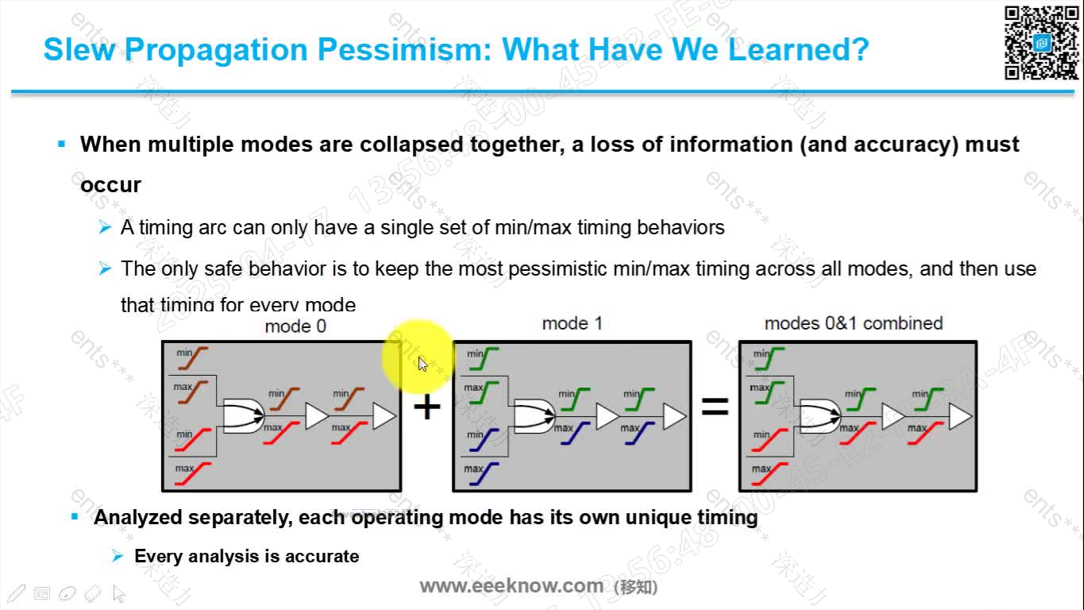 Slew Propagation Pessimism: What Have We Learned?
When multiple modes are collapsed together, a loss of information (and accuracy) must
occur
A timing arc can only have a single set of min/max timing behaviors
The only safe behavior is to keep the most pessimistic min/max timing across all modes, and then use
that timing for every mode
mode 0
mode 1
modes 0&1 combined
min
max
min
max
min
max
min
max
+
min
max
min
max
min
max
min
max
=
min
max
min
max
min
max
min
max
Analyzed separately, each operating mode has its own unique timing
Every analysis is accurate
www.eeeknow.com (移知)